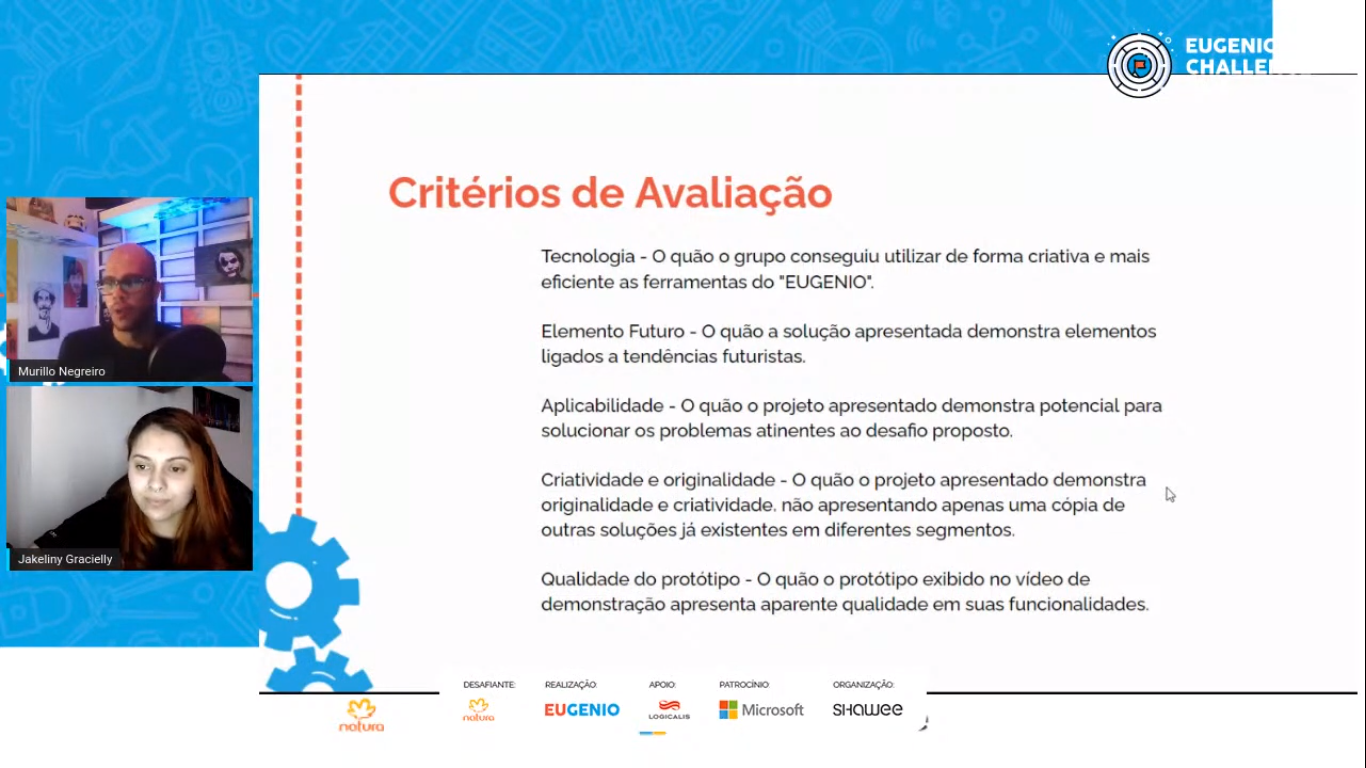 EUGENIO
CHALLENGE
Critérios de Avaliação
Tecnologia - O quão o grupo conseguiu utilizar de forma criativa e mais
eficiente as ferramentas do "EUGENIO".
Elemento Futuro - O quão a solução apresentada demonstra elementos
ligados a tendências futuristas.
Aplicabilidade - O quão o projeto apresentado demonstra potencial para
solucionar os problemas atinentes ao desafio proposto.
Criatividade e originalidade - O quão o projeto apresentado demonstra
originalidade e criatividade. não apresentando apenas uma cópia de
outras soluções já existentes em diferentes segmentos.
Qualidade do protótipo - O quão o protótipo exibido no vídeo de
demonstração apresenta aparente qualidade em suas funcionalidades.
Murillo Negreiro
Jakeliny Gracielly
natura
DESAFIANTE:
natura
REALIZAÇÃO:
EUGENIO
APOIO:
LOGICALIS
PATROCÍNIO:
Microsoft
ORGANIZAÇÃO:
SHAWEE